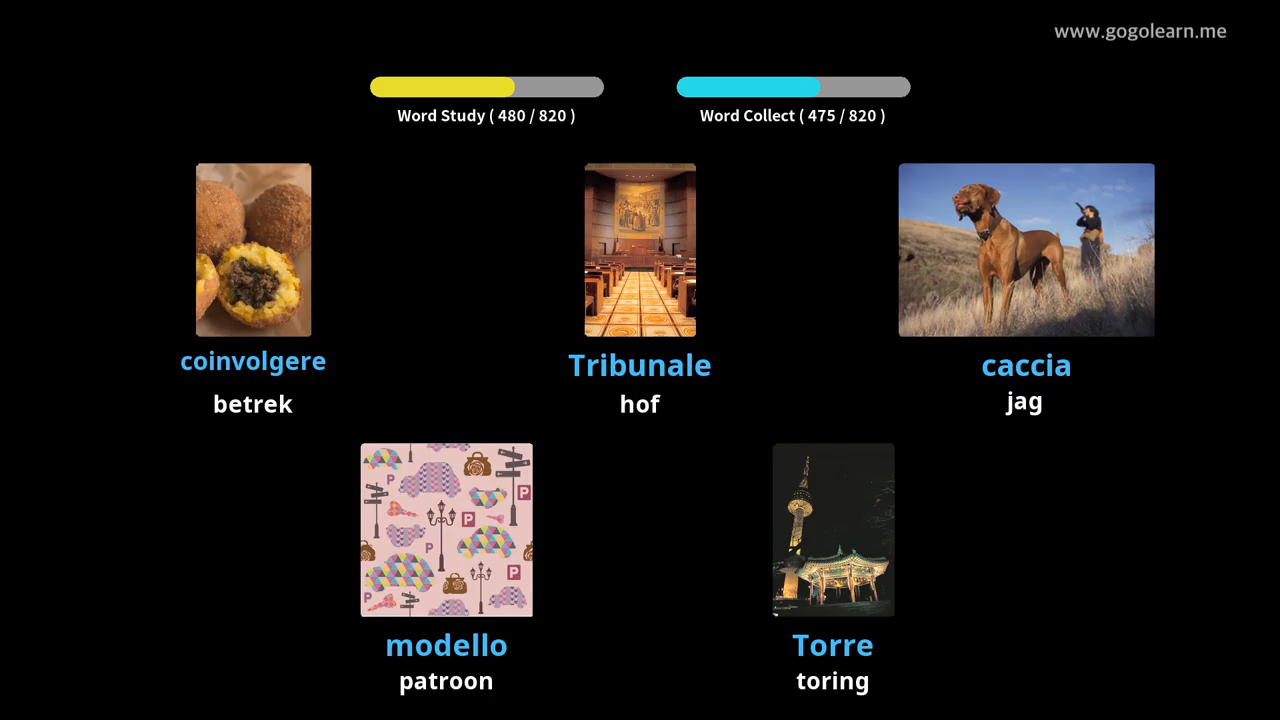 www.gogolearn.me
Word Study ( 480 / 820 )
Word Collect ( 475 / 820 )
coinvolgere
betrek
Tribunale
hof
caccia
jag
P
P
P
P
P
P
modello
patroon
Torre
toring